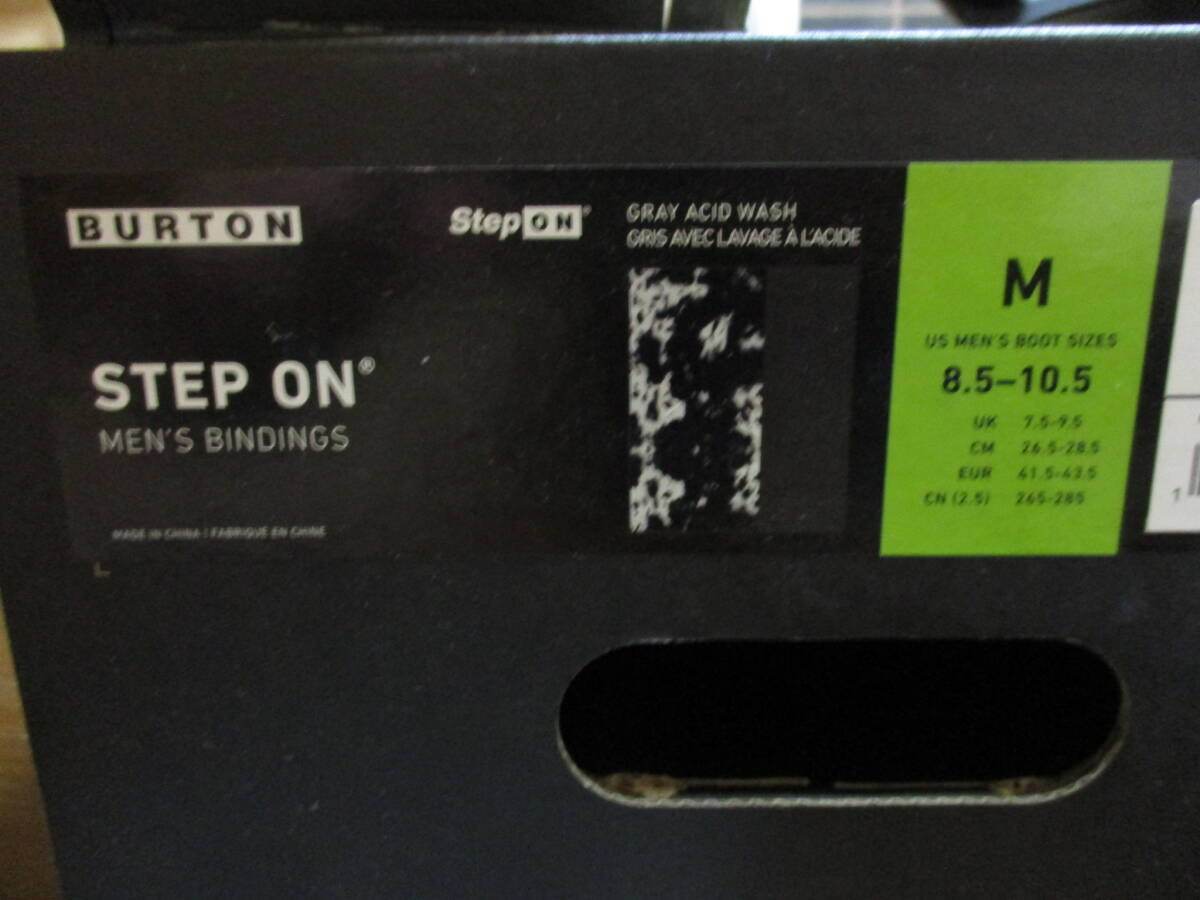 BURTON
StepON®
GRAY ACID WASH
GRIS AVEC LAVAGE À L'ACIDE
STEP ON®
MEN'S BINDINGS
MADE IN CHINA | FABRIQUÉ EN CHINE
M
US MEN'S BOOT SIZES
8.5–10.5
UK 7.5-9.5
CM 26.5-28.5
EUR 41.5-43.5
CN (2.5) 265-285
1